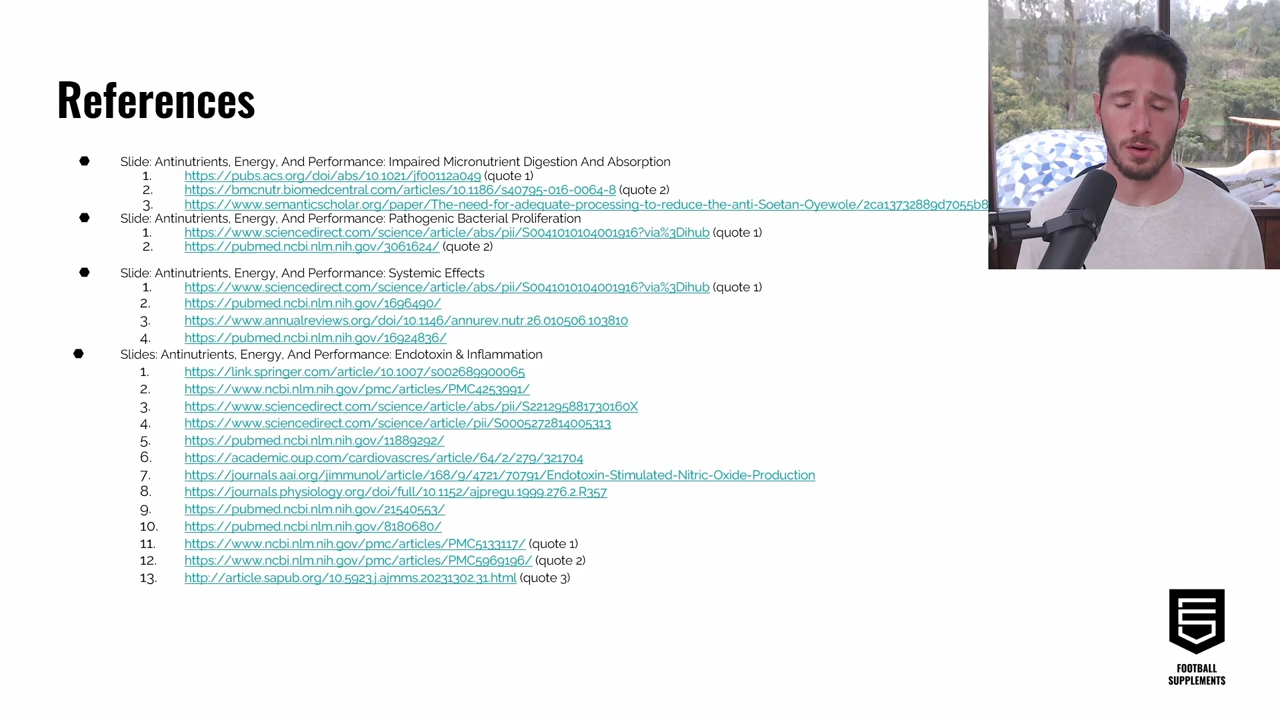 References
Slide: Antinutrients, Energy, And Performance: Impaired Micronutrient Digestion And Absorption
1. https://pubs.acs.org/doi/abs/10.1021/jf00112a049 (quote 1)
2. https://bmcnutr.biomedcentral.com/articles/10.1186/s40795-016-0064-8 (quote 2)
3. https://www.semanticscholar.org/paper/The-need-for-adequate-processing-to-reduce-the-anti-Soetan-Oyewole/2ca13732889d7055b8
Slide: Antinutrients, Energy, And Performance: Pathogenic Bacterial Proliferation
1. https://www.sciencedirect.com/science/article/abs/pii/S0041010104001916?via%3Dihub (quote 1)
2. https://pubmed.ncbi.nlm.nih.gov/3061624/ (quote 2)
Slide: Antinutrients, Energy, And Performance: Systemic Effects
1. https://www.sciencedirect.com/science/article/abs/pii/S0041010104001916?via%3Dihub (quote 1)
2. https://pubmed.ncbi.nlm.nih.gov/1696490/
3. https://www.annualreviews.org/doi/10.1146/annurev.nutr.26.010506.103810
4. https://pubmed.ncbi.nlm.nih.gov/16924836/
Slides: Antinutrients, Energy, And Performance: Endotoxin & Inflammation
1. https://link.springer.com/article/10.1007/s002689900065
2. https://www.ncbi.nlm.nih.gov/pmc/articles/PMC4253991/
3. https://www.sciencedirect.com/science/article/abs/pii/S221295881730160X
4. https://www.sciencedirect.com/science/article/pii/S0005272814005313
5. https://pubmed.ncbi.nlm.nih.gov/11889292/
6. https://academic.oup.com/cardiovascres/article/64/2/279/321704
7. https://journals.aai.org/jimmunol/article/168/9/4721/70791/Endotoxin-Stimulated-Nitric-Oxide-Production
8. https://journals.physiology.org/doi/full/10.1152/ajpregu.1999.276.2.R357
9. https://pubmed.ncbi.nlm.nih.gov/21540553/
10. https://pubmed.ncbi.nlm.nih.gov/8180680/
11. https://www.ncbi.nlm.nih.gov/pmc/articles/PMC5133117/ (quote 1)
12. https://www.ncbi.nlm.nih.gov/pmc/articles/PMC5969196/ (quote 2)
13. http://article.sapub.org/10.5923.j.ajmms.20231302.31.html (quote 3)
FOOTBALL
SUPPLEMENTS